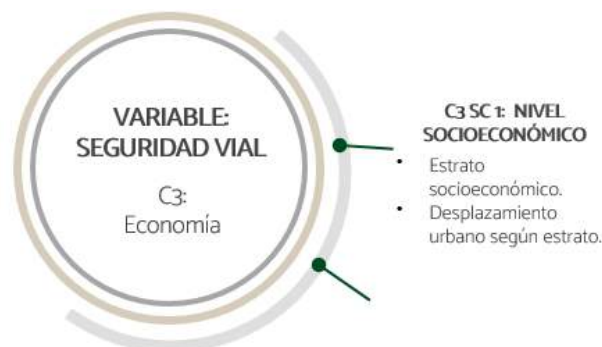 VARIABLE:
SEGURIDAD VIAL
C3:
Economía
C3 SC 1: NIVEL
SOCIOECONÓMICO
• Estrato
socioeconómico.
• Desplazamiento
urbano según estrato.